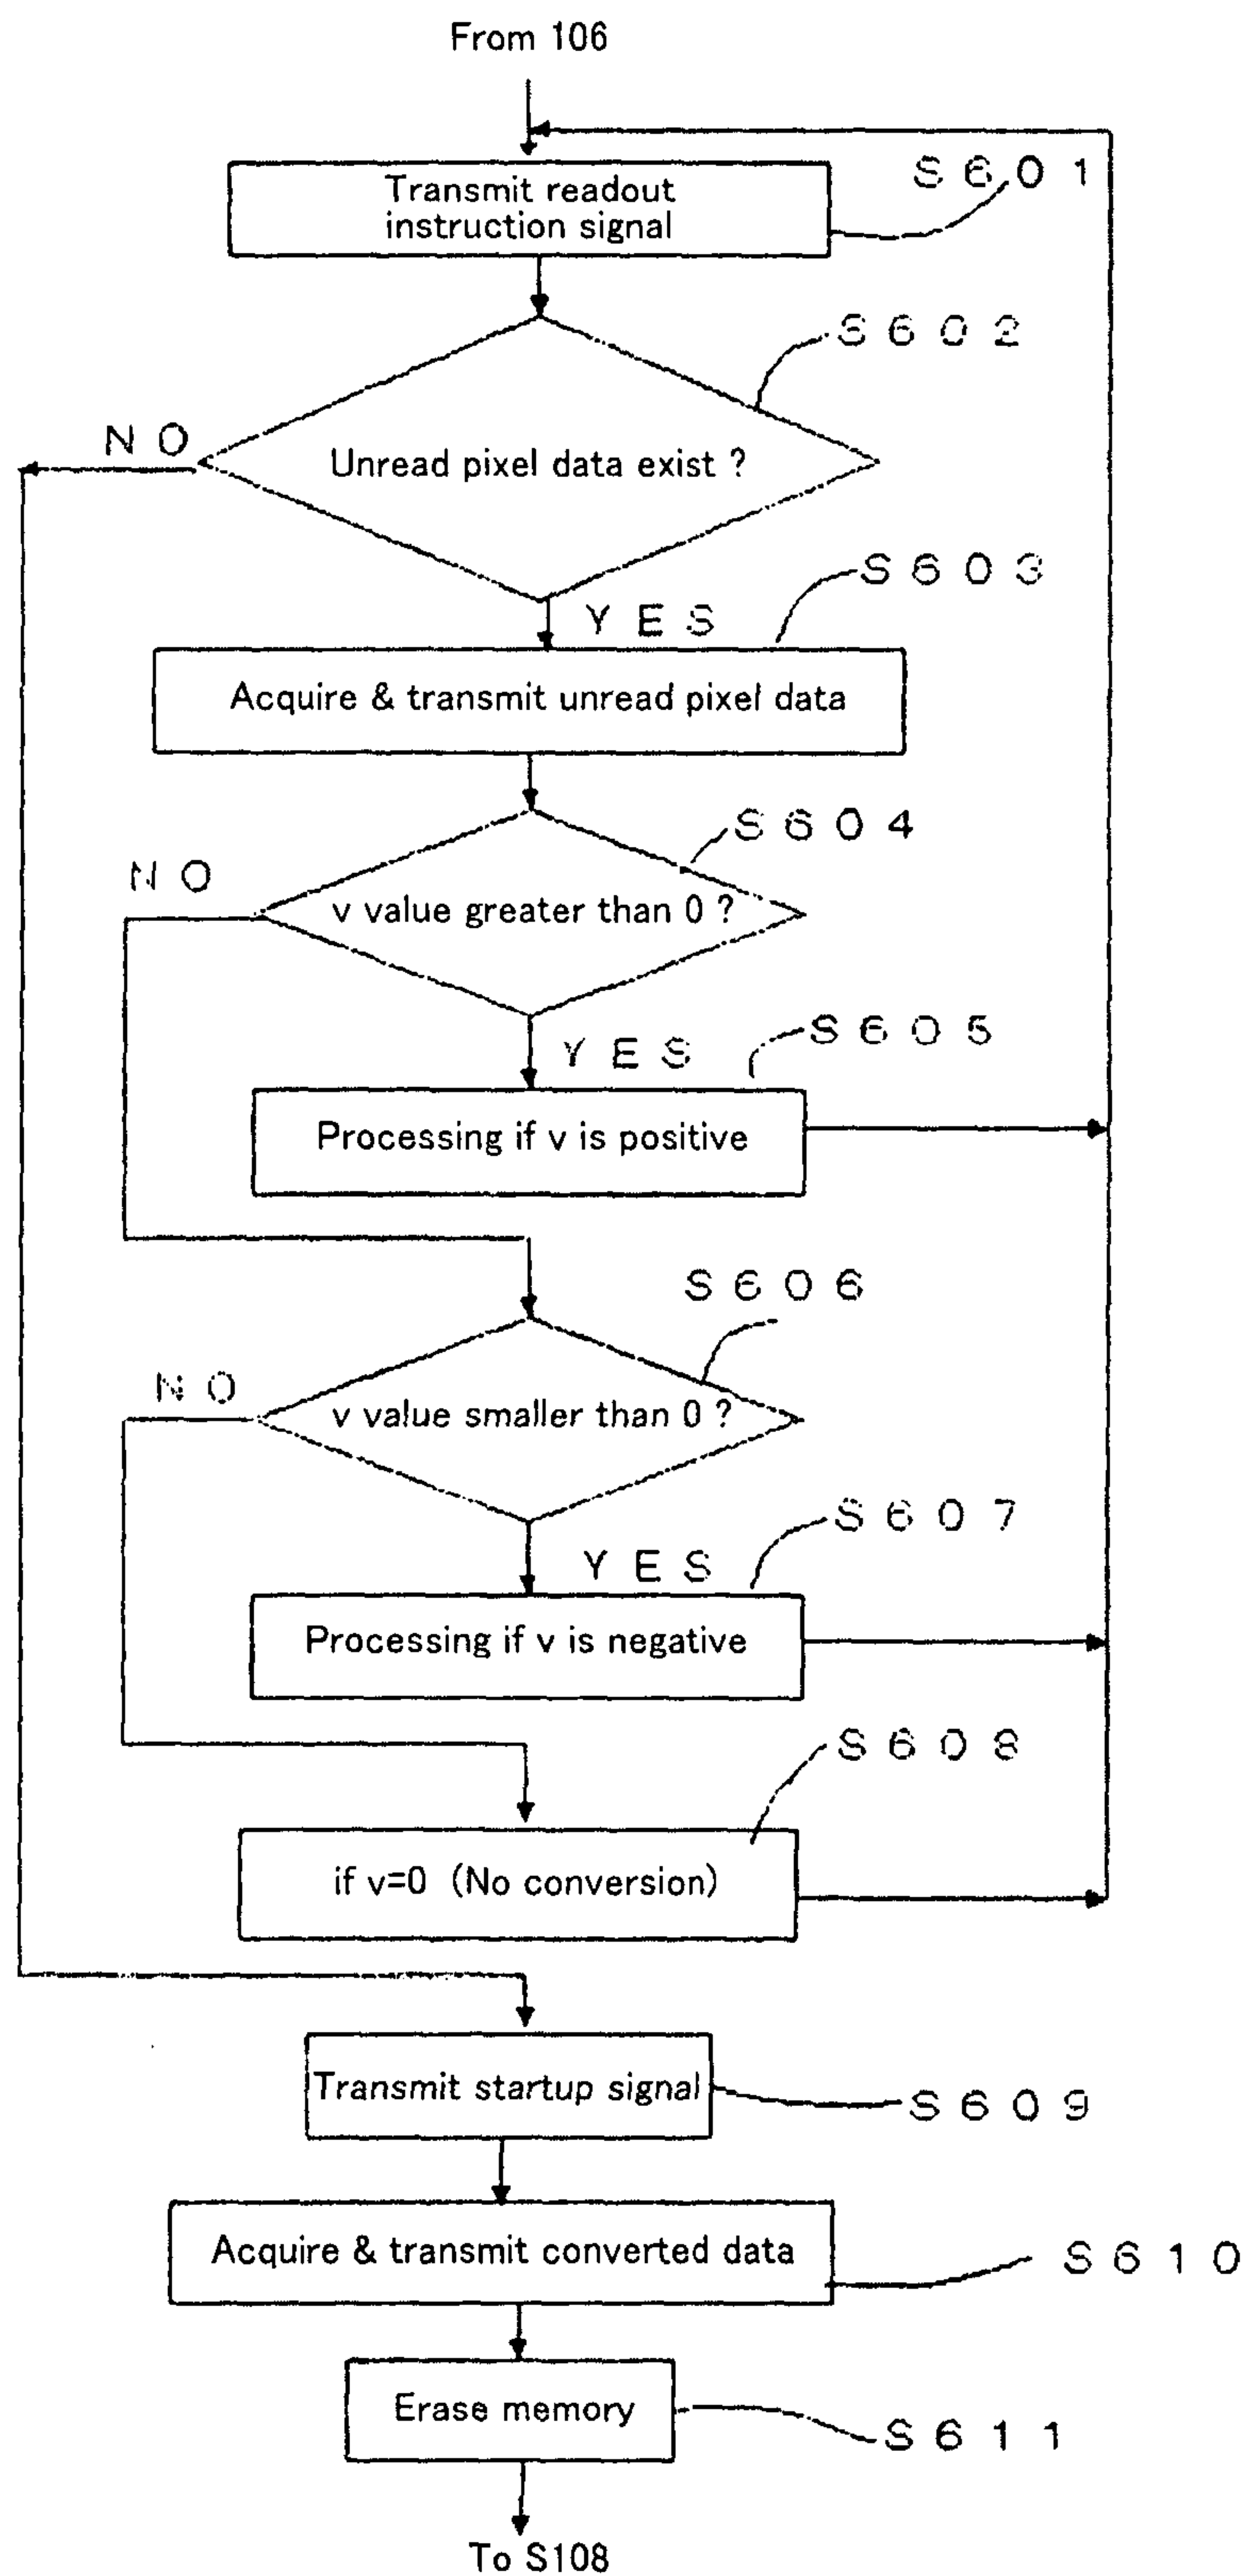 From 106
S601
Transmit readout
instruction signal
S602
NO
Unread pixel data exist ?
S603
YES
Acquire & transmit unread pixel data
S604
NO
v value greater than 0 ?
S605
YES
Processing if v is positive
S606
NO
v value smaller than 0 ?
S607
YES
Processing if v is negative
S608
if v=0 (No conversion)
Transmit startup signal
S609
Acquire & transmit converted data
S610
Erase memory
S611
To S108